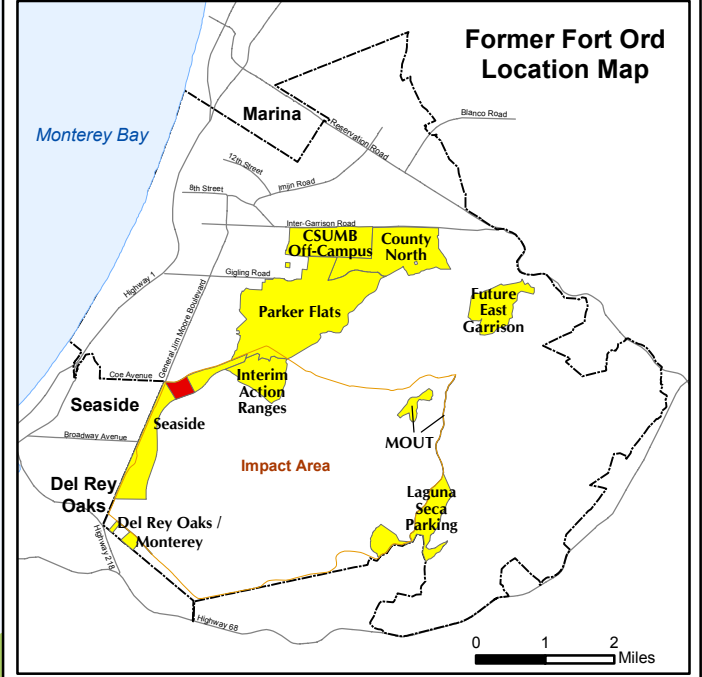 Former Fort Ord
Location Map
Marina
Blanco Road
Monterey Bay
Reservation Road
12th Street
Imjin Road
8th Street
Inter-Garrison Road
CSUMB
Off-Campus
County
North
Gigling Road
Highway 1
General Jim Moore Boulevard
Parker Flats
Future
East
Garrison
Coe Avenue
Interim
Action
Ranges
Seaside
Seaside
Broadway Avenue
MOUT
Impact Area
Del Rey
Oaks
Laguna
Seca
Parking
Del Rey Oaks /
Monterey
Highway 218
Highway 68
0 1 2
Miles